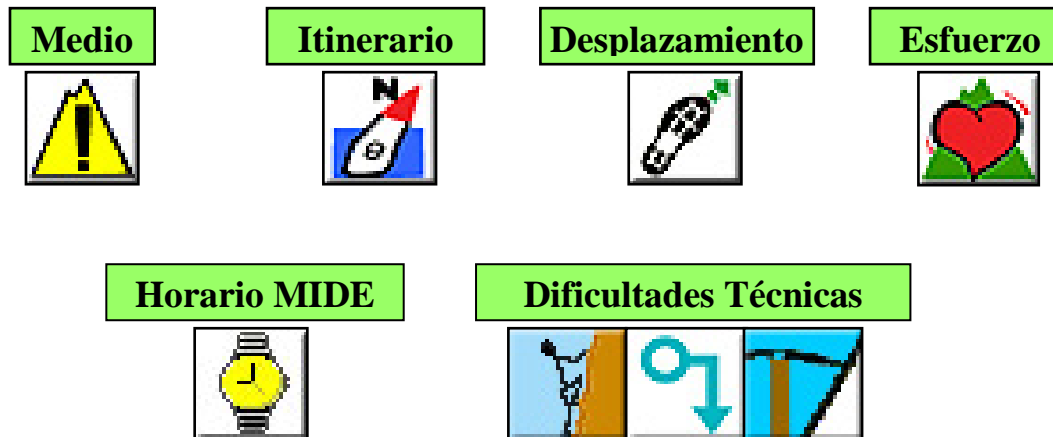 Medio
Itinerario
Desplazamiento
Esfuerzo
N
Horario MIDE
Dificultades Técnicas